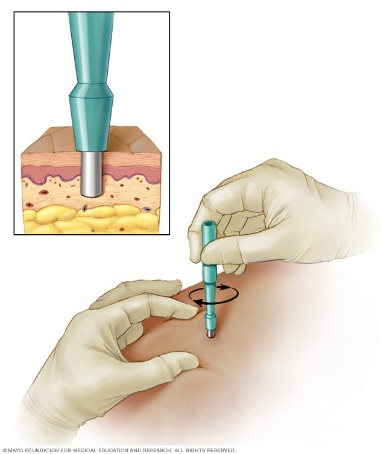 © MAYO FOUNDATION FOR MEDICAL EDUCATION AND RESEARCH. ALL RIGHTS RESERVED.